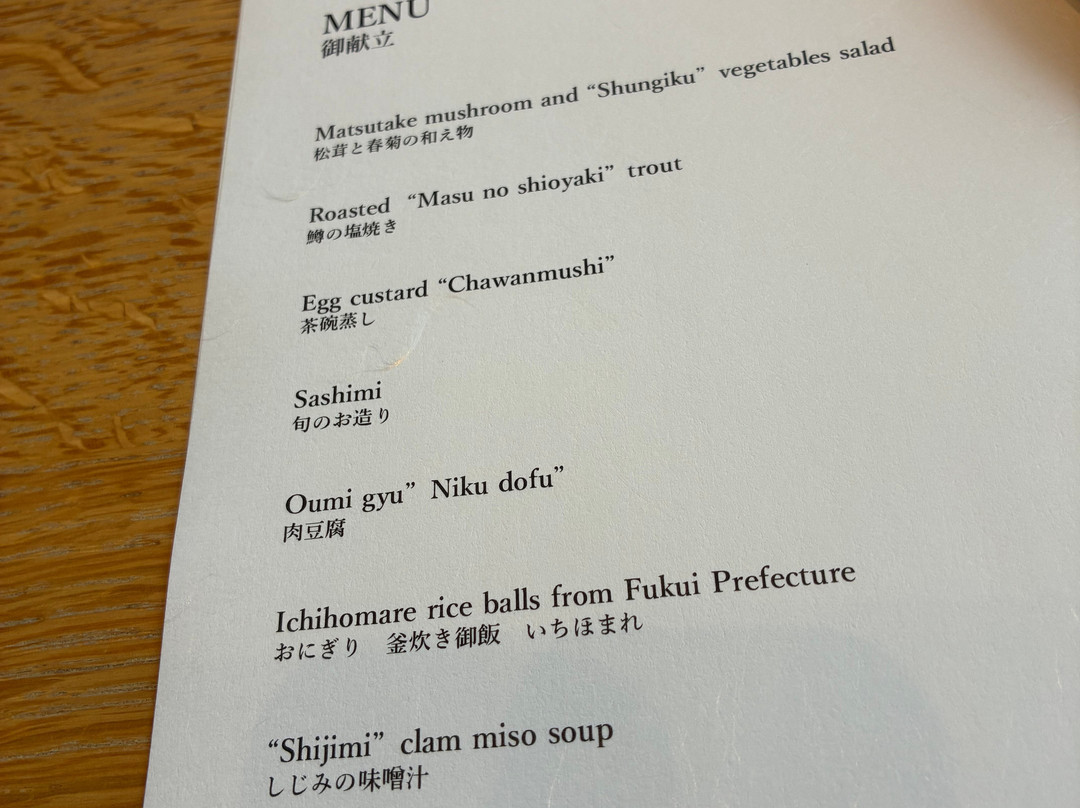 MENU
御献立
Matsutake mushroom and “Shungiku” vegetables salad
松茸と春菊の和え物
Roasted “Masu no shioyaki” trout
鱒の塩焼き
Egg custard “Chawanmushi”
茶碗蒸し
Sashimi
旬のお造り
Oumi gyu” Niku dofu”
肉豆腐
Ichihomare rice balls from Fukui Prefecture
おにぎり 釜炊き御飯 いちほまれ
“Shijimi” clam miso soup
しじみの味噌汁